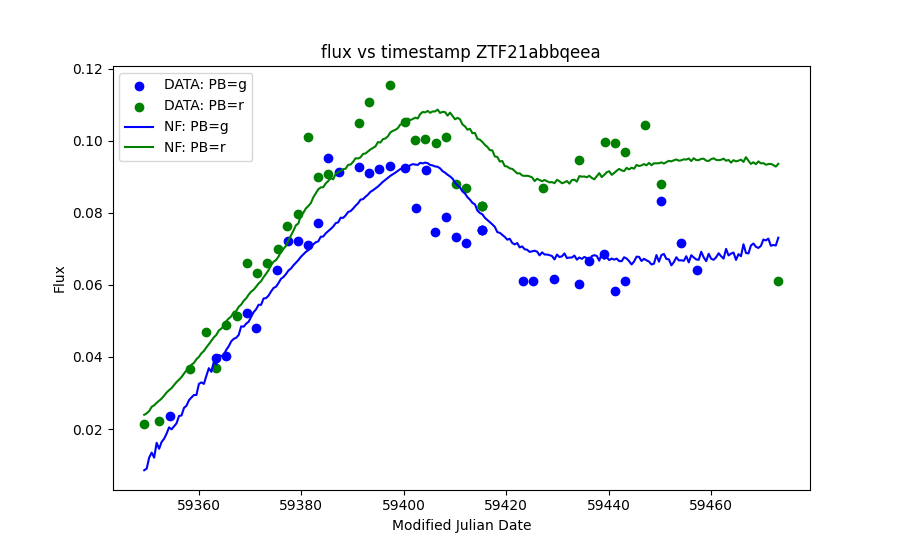 flux vs timestamp ZTF21abbqeea
DATA: PB=g
DATA: PB=r
NF: PB=g
NF: PB=r
Flux
0.12
0.10
0.08
0.06
0.04
0.02
59360
59380
59400
59420
59440
59460
Modified Julian Date